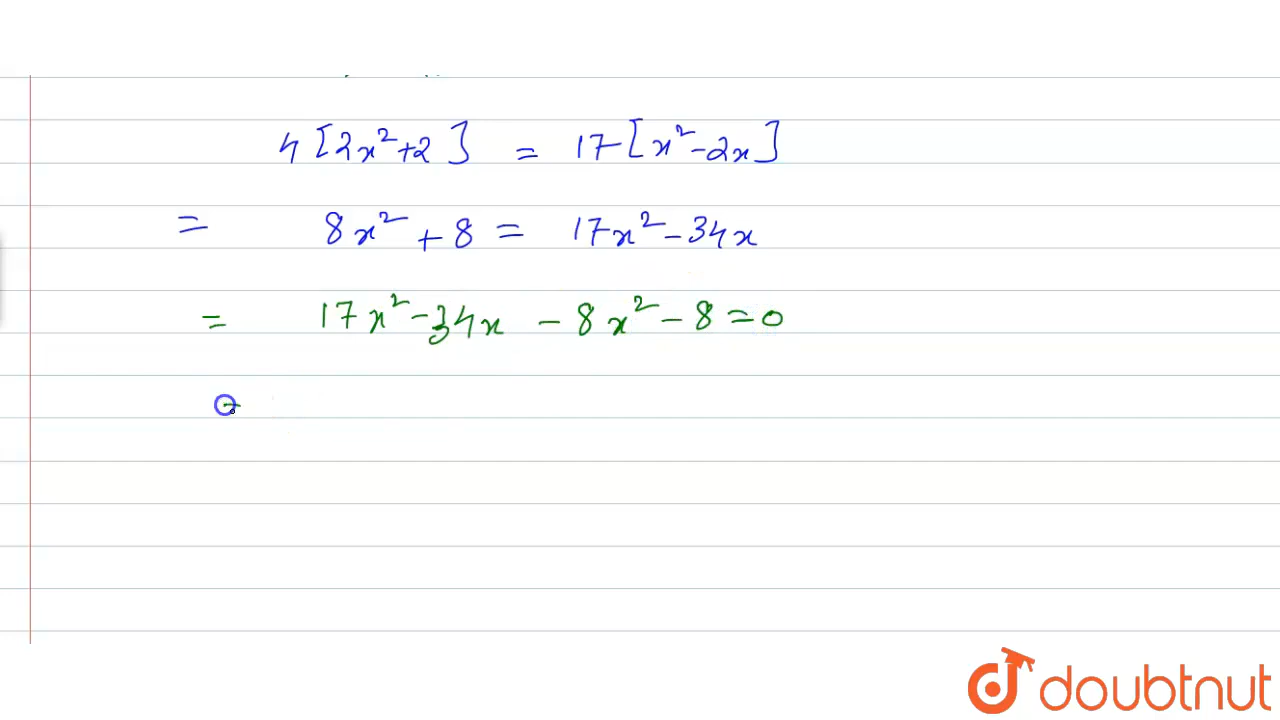 4[2x²+2] = 17[x²-2x]
= 8x²+8 = 17x²-34x
= 17x²-34x -8x²-8=0
=
doubtnut